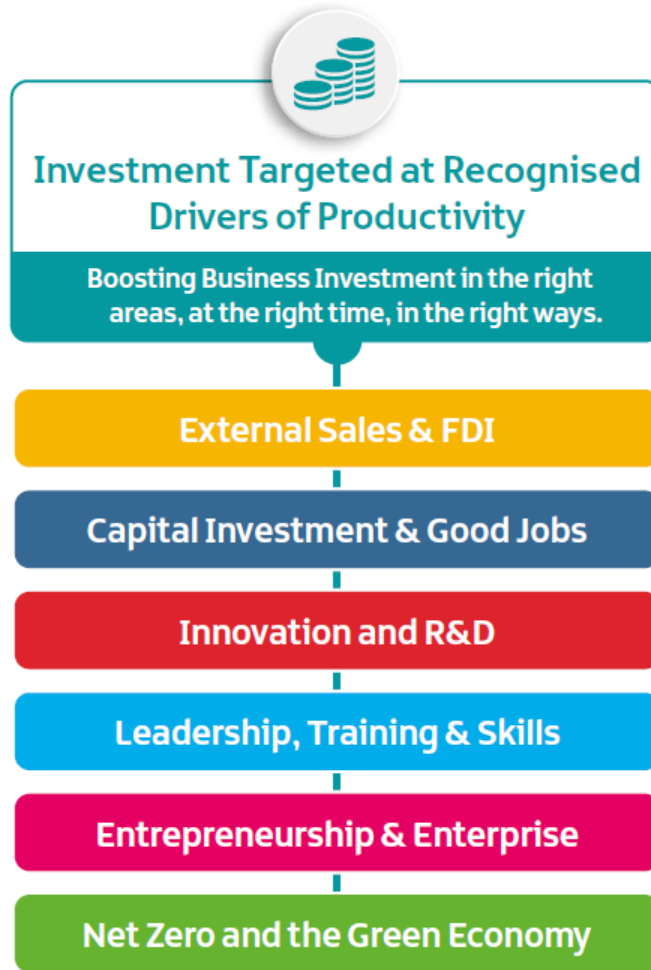 Investment Targeted at Recognised
Drivers of Productivity
Boosting Business Investment in the right
areas, at the right time, in the right ways.
External Sales & FDI
Capital Investment & Good Jobs
Innovation and R&D
Leadership, Training & Skills
Entrepreneurship & Enterprise
Net Zero and the Green Economy